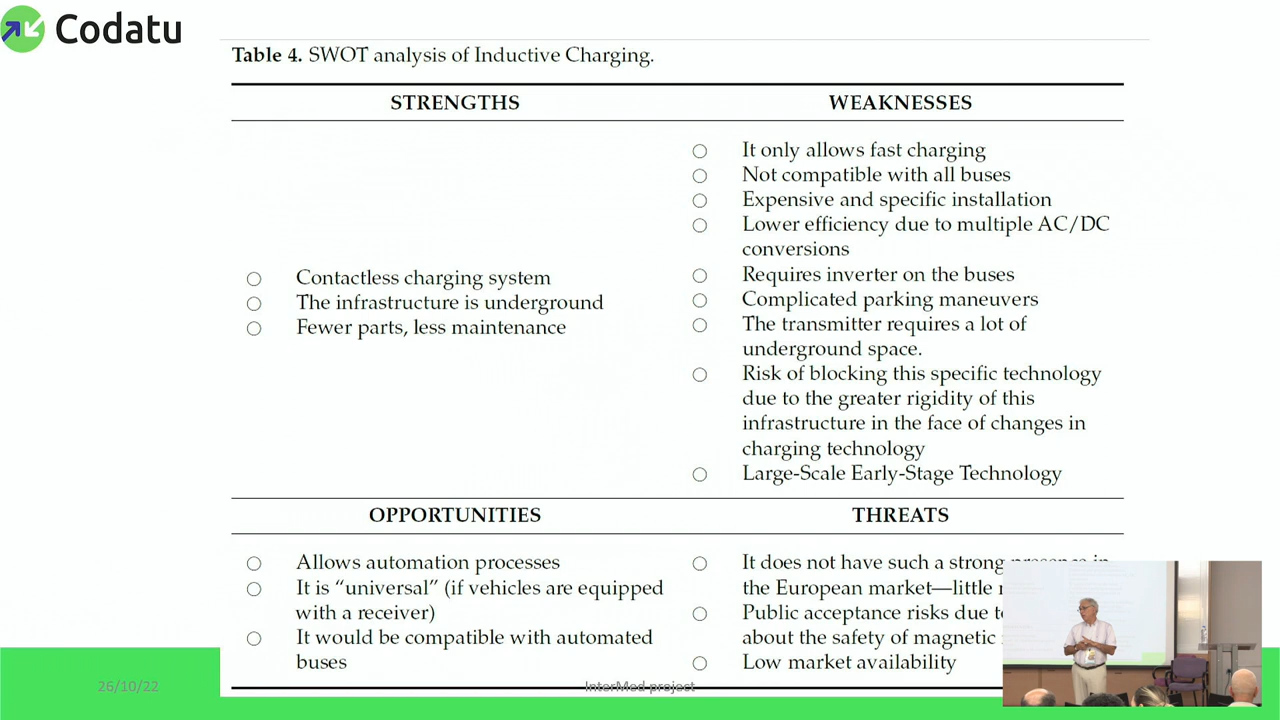 Codatu
Table 4. SWOT analysis of Inductive Charging.
STRENGTHS
Contactless charging system
The infrastructure is underground
Fewer parts, less maintenance
WEAKNESSES
It only allows fast charging
Not compatible with all buses
Expensive and specific installation
Lower efficiency due to multiple AC/DC
conversions
Requires inverter on the buses
Complicated parking maneuvers
The transmitter requires a lot of
underground space.
Risk of blocking this specific technology
due to the greater rigidity of this
infrastructure in the face of changes in
charging technology
Large-Scale Early-Stage Technology
OPPORTUNITIES
Allows automation processes
It is “universal” (if vehicles are equipped
with a receiver)
It would be compatible with automated
buses
THREATS
It does not have such a strong presence in
the European market—little
Public acceptance risks due
about the safety of magnetic
Low market availability
26/10/22
InterMed project